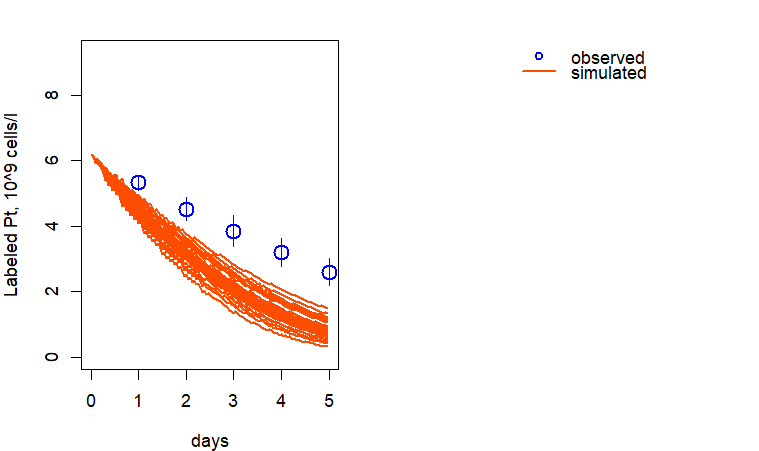 Labeled Pt, 10^9 cells/l
8
6
4
2
0
0 1 2 3 4 5
days
observed
simulated